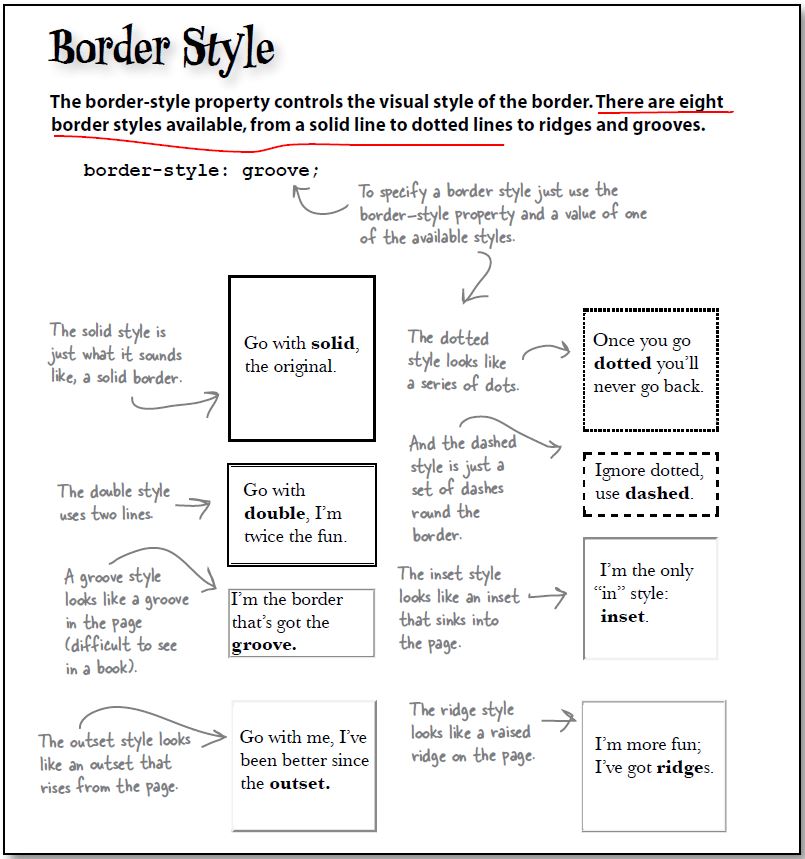 Border Style
The border-style property controls the visual style of the border. There are eight
border styles available, from a solid line to dotted lines to ridges and grooves.
border-style: groove;
To specify a border style just use the
border-style property and a value of one
of the available styles.
The solid style is
just what it sounds
like, a solid border.
Go with solid,
the original.
The dotted
style looks like
a series of dots.
Once you go
dotted you'll
never go back.
The double style
uses two lines.
Go with
double, I'm
twice the fun.
And the dashed
style is just a
set of dashes
round the
border.
Ignore dotted,
use dashed.
A groove style
looks like a groove
in the page
(difficult to see
in a book).
I'm the border
that's got the
groove.
The inset style
looks like an inset
that sinks into
the page.
I'm the only
“in” style:
inset.
The outset style looks
like an outset that
rises from the page.
Go with me, I've
been better since
the outset.
The ridge style
looks like a raised
ridge on the page.
I'm more fun;
I've got ridges.